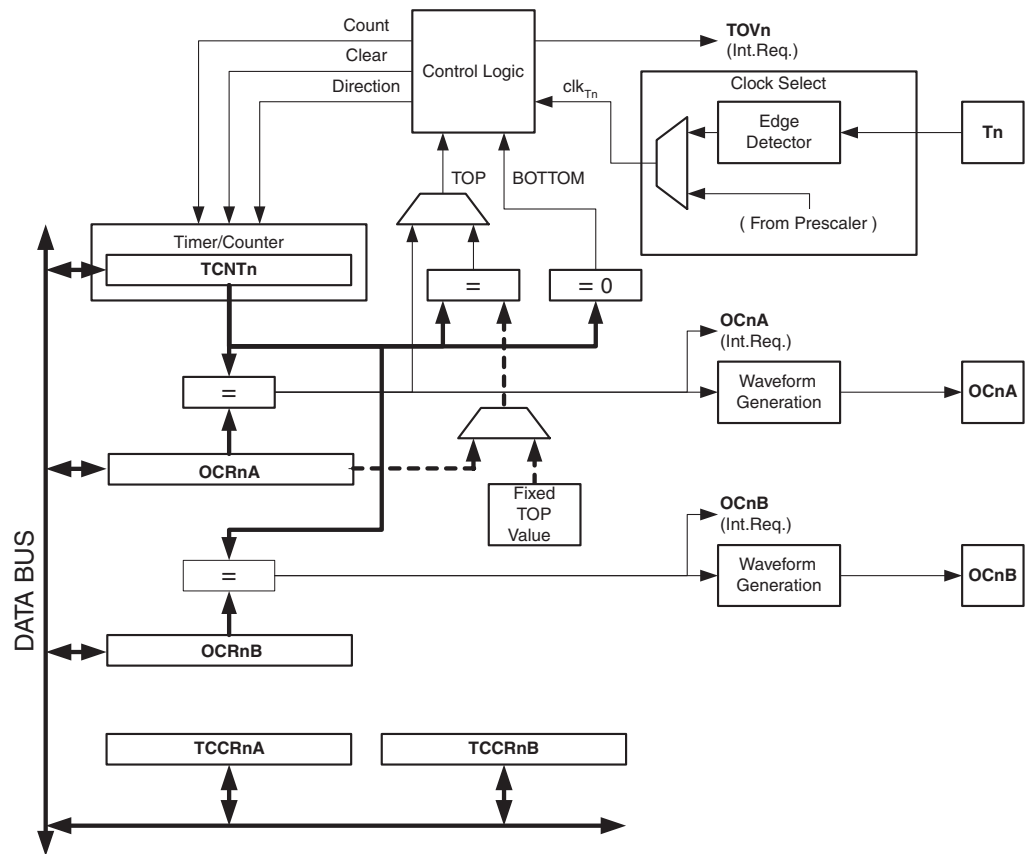 Count
Clear
Direction
Control Logic
TOVn
(Int.Req.)
clkTn
Clock Select
Edge
Detector
Tn
( From Prescaler )
TOP
BOTTOM
Timer/Counter
TCNTn
=
= 0
OCnA
(Int.Req.)
=
Waveform
Generation
OCnA
OCRnA
Fixed
TOP
Value
OCnB
(Int.Req.)
=
Waveform
Generation
OCnB
OCRnB
DATA BUS
TCCRnA
TCCRnB